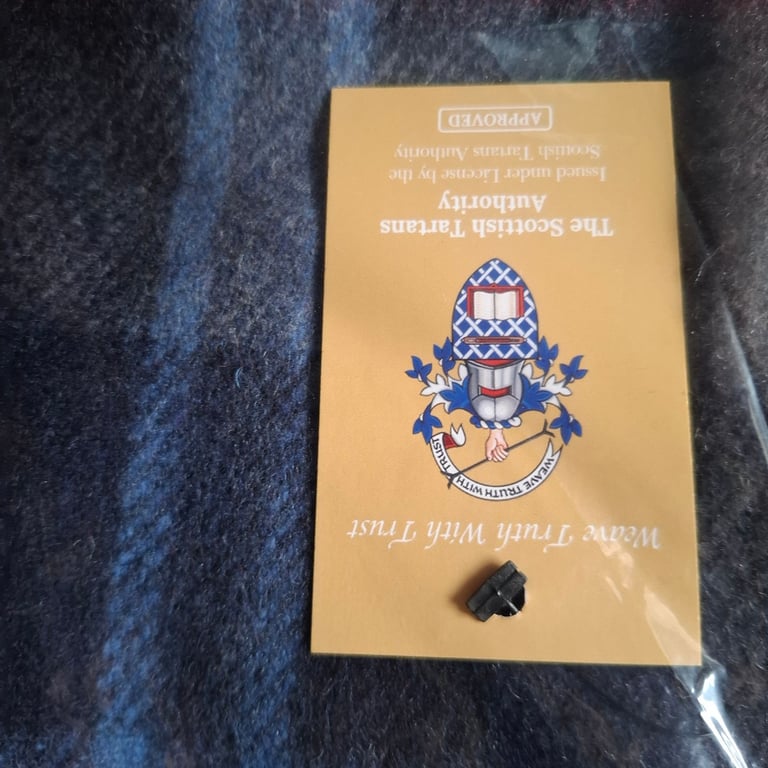 Weave Truth With Trust
WEAVE TRUTH WITH TRUST
The Scottish Tartans
Authority
Issued under License by the
Scottish Tartans Authority
APPROVED